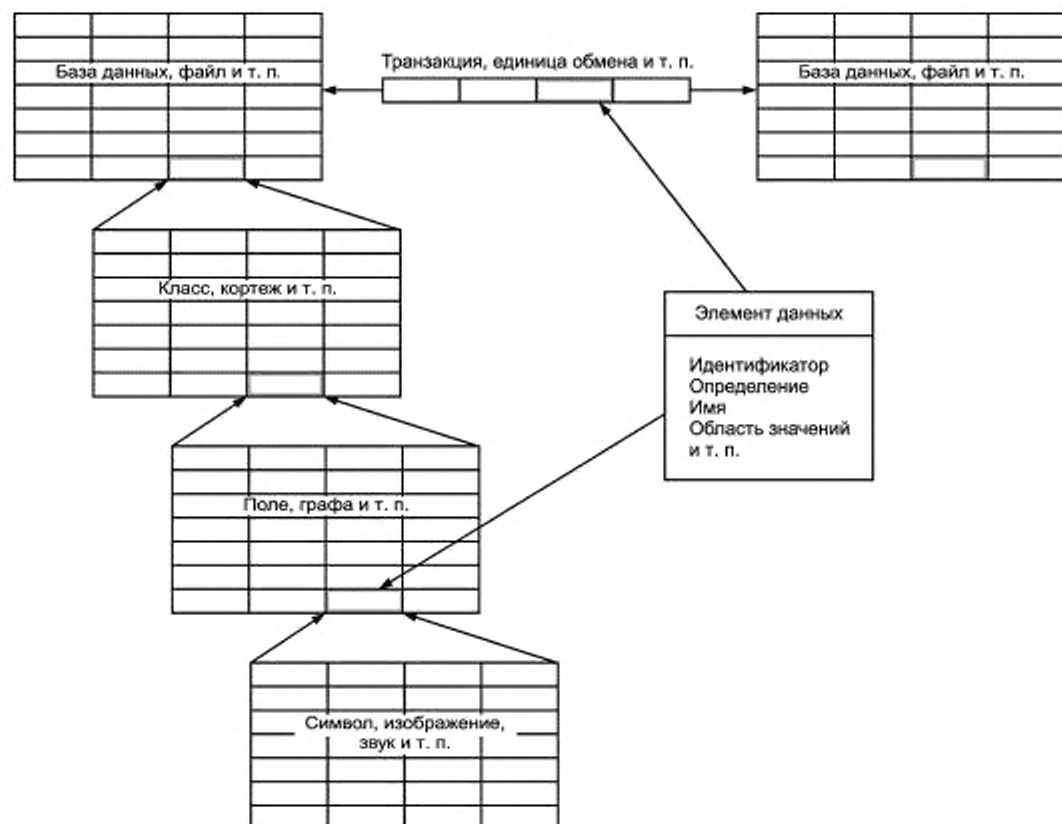 База данных, файл и т. п.
Транзакция, единица обмена и т. п.
База данных, файл и т. п.
Класс, кортеж и т. п.
Элемент данных
Идентификатор
Определение
Имя
Область значений
и т. п.
Поле, графа и т. п.
Символ, изображение,
звук и т. п.